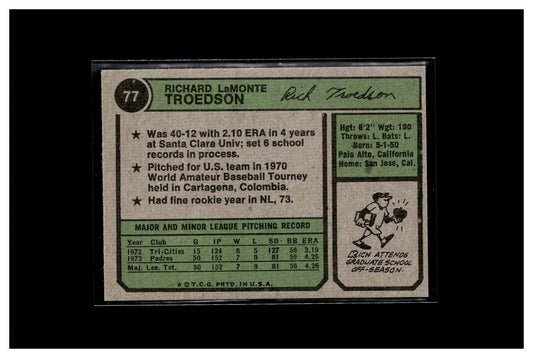 77
RICHARD LaMONTE
TROEDSON
Rich Troedson
★ Was 40-12 with 2.10 ERA in 4 years
at Santa Clara Univ; set 6 school
records in process.
★ Pitched for U.S. team in 1970
World Amateur Baseball Tourney
held in Cartagena, Colombia.
★ Had fine rookie year in NL, 73.
Hgt: 6'2" Wgt: 190
Throws: L. Bats: L.
Born: 5-1-50
Palo Alto, California
Home: San Jose, Cal.
MAJOR AND MINOR LEAGUE PITCHING RECORD
Year Club G IP W L SO BB ERA
1972 Tri-Cities 15 124 8 5 127 58 3.19
1973 Padres 50 152 7 9 81 59 4.26
Maj. Lea. Tot. 50 152 7 9 81 59 4.26
★ © T.C.G. PRTD. IN U.S.A.
RICH ATTENDS
GRADUATE SCHOOL
OFF-SEASON.